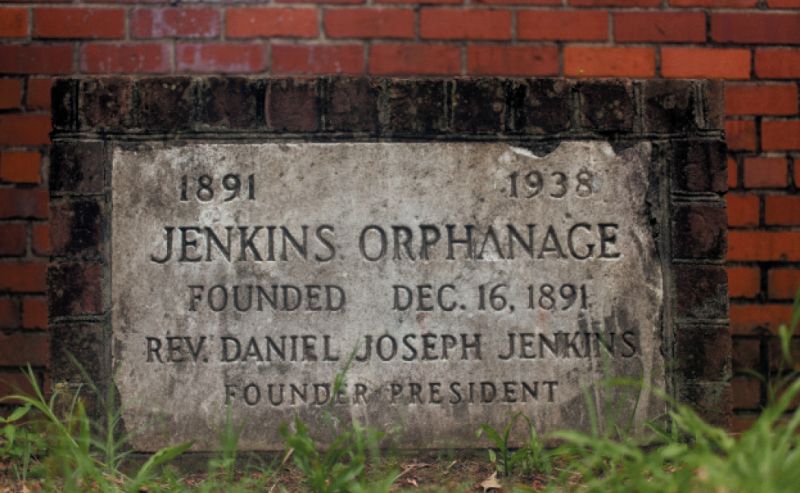 1891 1938
JENKINS ORPHANAGE
FOUNDED DEC. 16, 1891
REV. DANIEL JOSEPH JENKINS
FOUNDER PRESIDENT